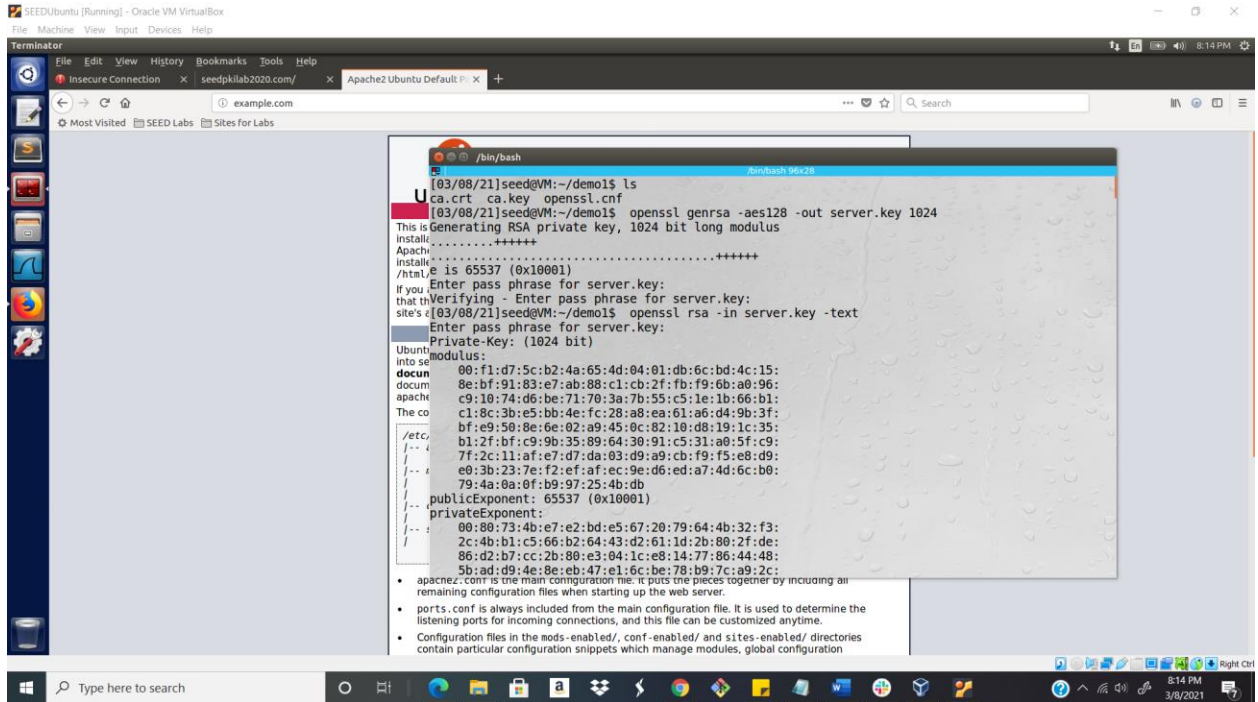 SEEDUbuntu [Running] - Oracle VM VirtualBox
File Machine View Input Devices Help
Terminator
En
8:14 PM
File Edit View History Bookmarks Tools Help
Insecure Connection
seedpkilab2020.com/
Apache2 Ubuntu Default
example.com
Search
Most Visited SEED Labs Sites for Labs
/bin/bash
/bin/bash 96x28
[03/08/21]seed@VM:~/demo1$ ls
ca.crt ca.key openssl.cnf
[03/08/21]seed@VM:~/demo1$ openssl genrsa -aes128 -out server.key 1024
Generating RSA private key, 1024 bit long modulus
.........++++++
.......................................++++++
e is 65537 (0x10001)
Enter pass phrase for server.key:
Verifying - Enter pass phrase for server.key:
[03/08/21]seed@VM:~/demo1$ openssl rsa -in server.key -text
Enter pass phrase for server.key:
Private-Key: (1024 bit)
modulus:
00:f1:d7:5c:b2:4a:65:4d:04:01:db:6c:bd:4c:15:
8e:bf:91:83:e7:ab:88:c1:cb:2f:fb:f9:6b:a0:96:
c9:10:74:d6:be:71:70:3a:7b:55:c5:1e:1b:66:b1:
c1:8c:3b:e5:bb:4e:fc:28:a8:ea:61:a6:d4:9b:3f:
bf:e9:50:8e:6e:02:a9:45:0c:82:10:d8:19:1c:35:
b1:2f:bf:c9:9b:35:89:64:30:91:c5:31:a0:5f:c9:
7f:2c:11:af:e7:d7:da:03:d9:a9:cb:f9:f5:e8:d9:
e0:3b:23:7e:f2:ef:af:ec:9e:d6:ed:a7:4d:6c:b0:
79:4a:0a:0f:b9:97:25:4b:db
publicExponent: 65537 (0x10001)
privateExponent:
00:80:73:4b:e7:e2:bd:e5:67:20:79:64:4b:32:f3:
2c:4b:b1:c5:66:b2:64:43:d2:61:1d:2b:80:2f:de:
86:d2:b7:cc:2b:80:e3:04:1c:e8:14:77:86:44:48:
5b:ad:d9:4e:8e:eb:47:e1:6c:be:78:b9:7c:a9:2c:
This is
If you
that th
site's
into se
docum
The co
/etc/
apache2.conf is the main configuration file. It puts the pieces together by including all
remaining configuration files when starting up the web server.
ports.conf is always included from the main configuration file. It is used to determine the
listening ports for incoming connections, and this file can be customized anytime.
Configuration files in the mods-enabled/, conf-enabled/ and sites-enabled/ directories
contain particular configuration snippets which manage modules, global configuration
Right Ctrl
Type here to search
8:14 PM
3/8/2021